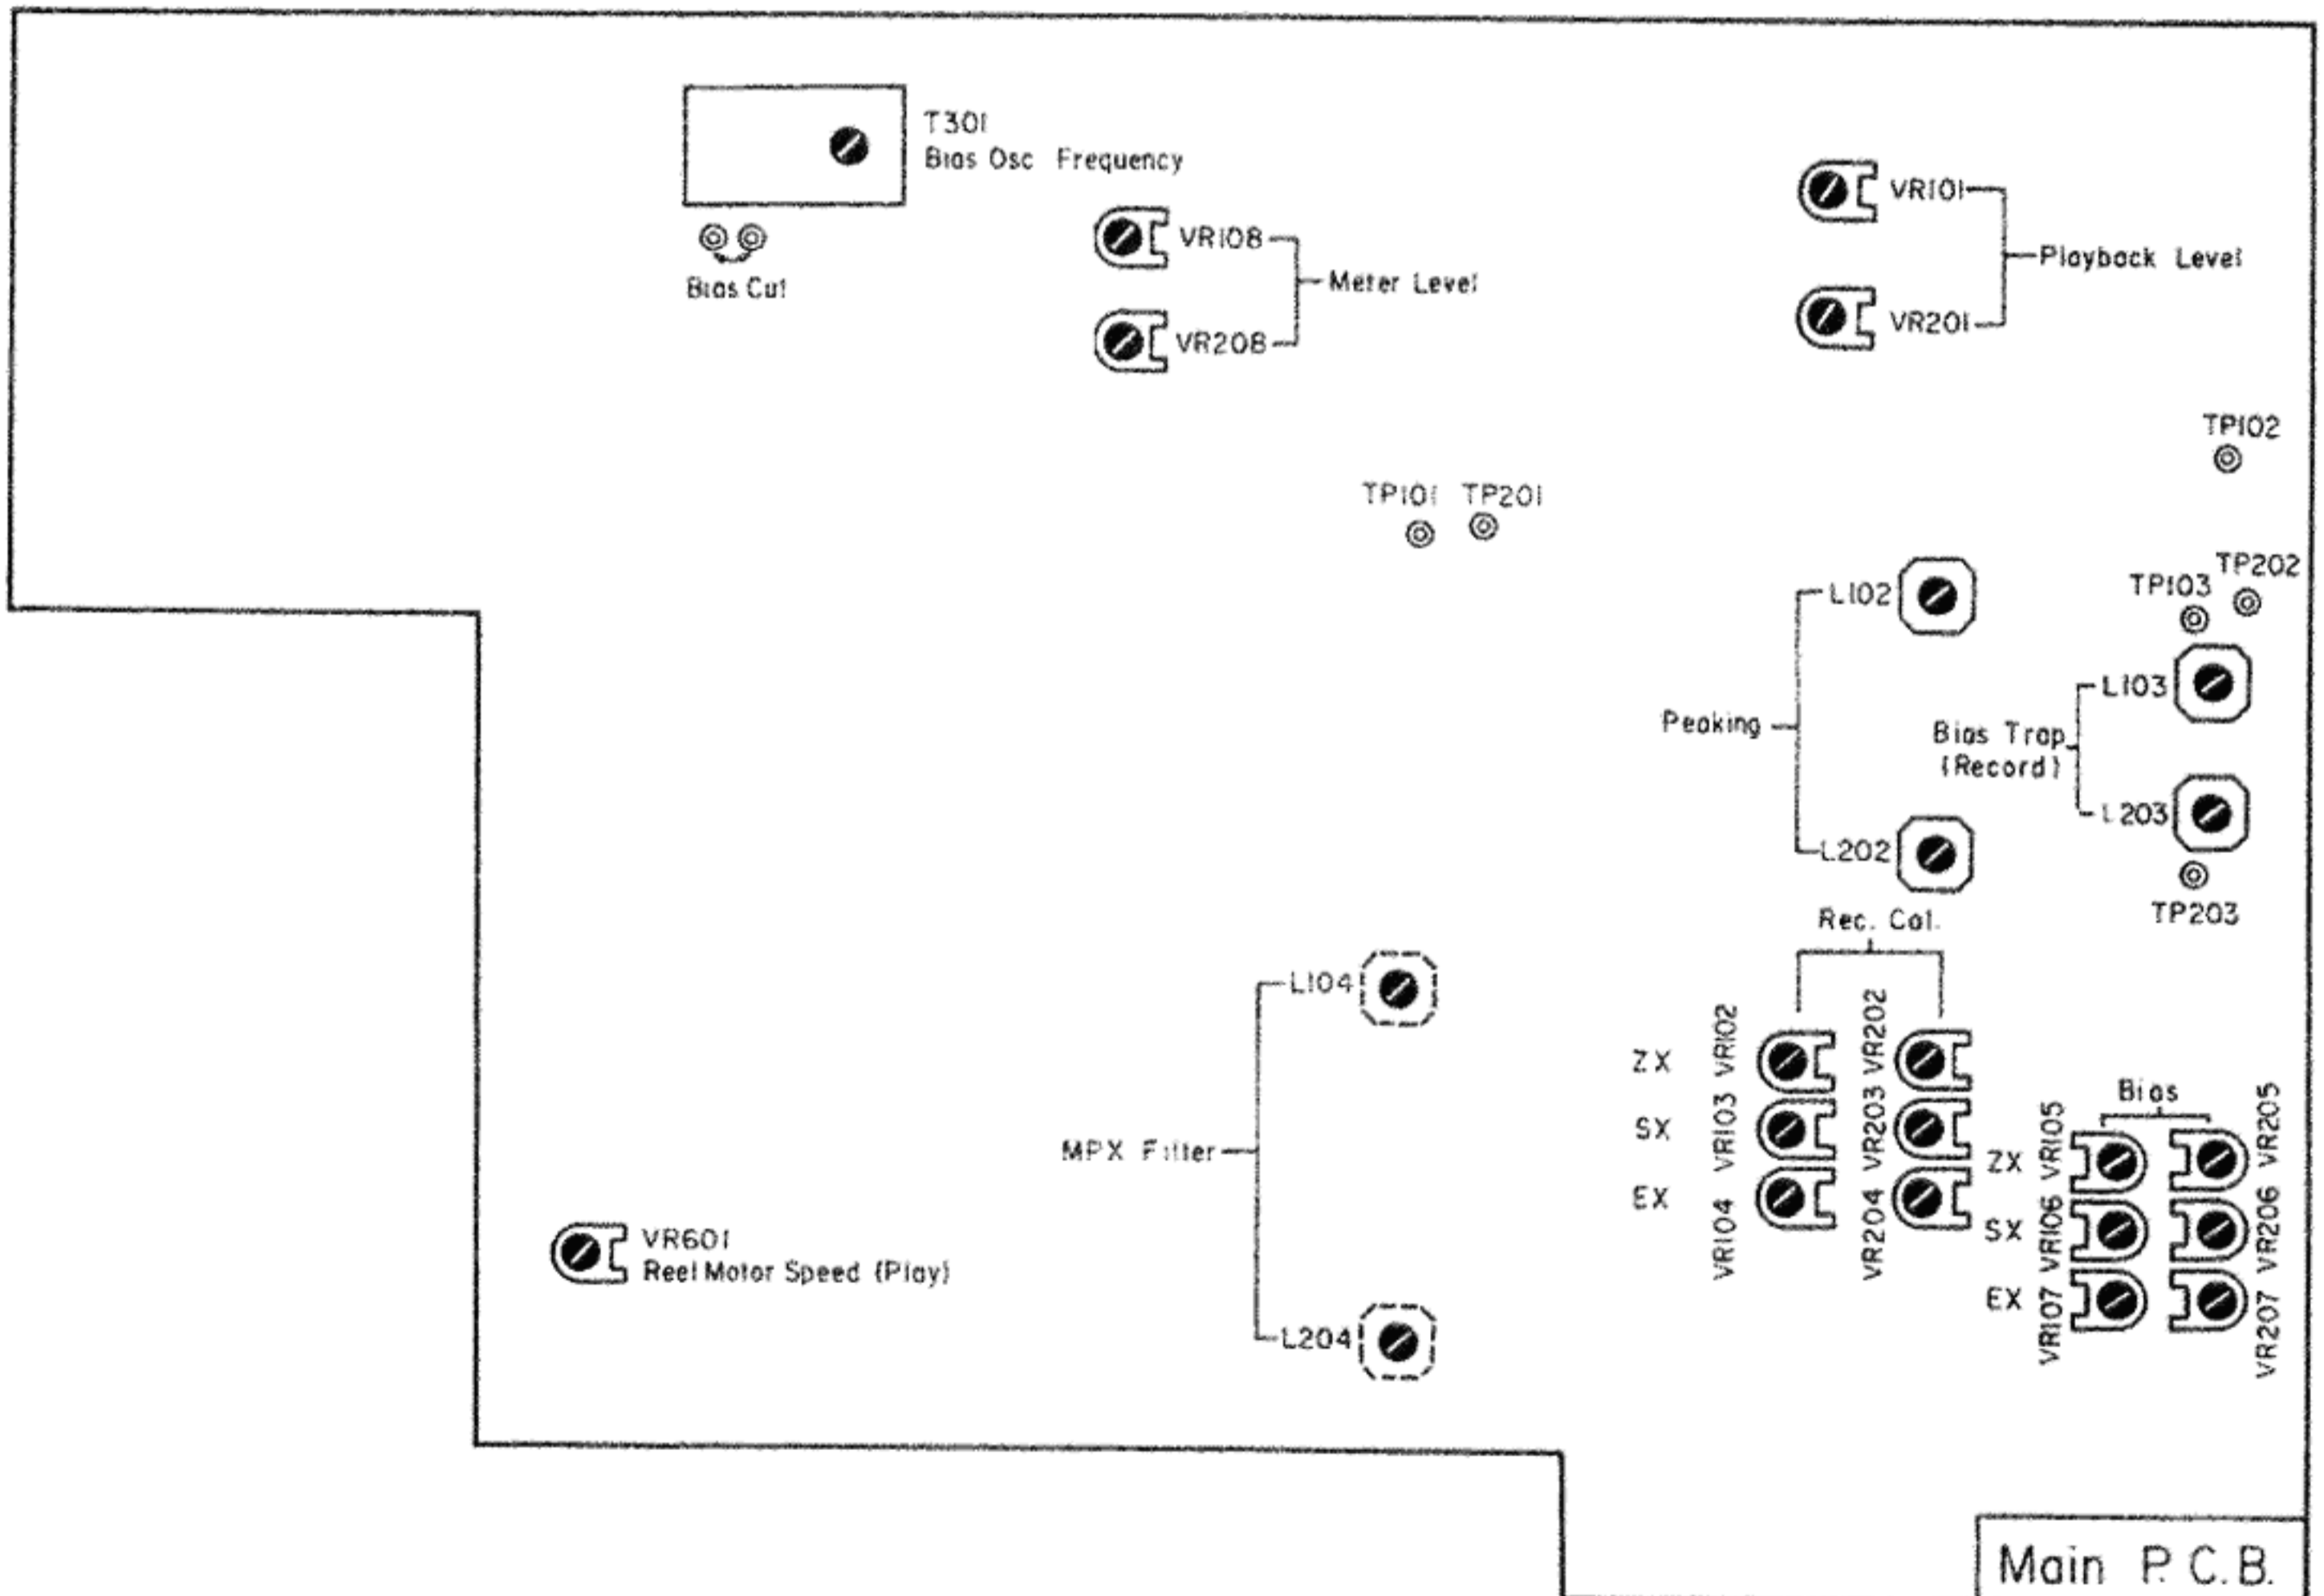 T301
Bias Osc Frequency
Bias Cut
VR108
Meter Level
VR208
VR101
Playback Level
VR201
TP102
TP101 TP201
TP202
TP103
L102
L103
Peaking
Bias Trap
(Record)
L203
L202
TP203
Rec. Cal.
L104
ZX
SX
EX
VR102
VR103
VR104
VR202
VR203
VR204
MPX Filter
Bias
ZX
SX
EX
VR105
VR106
VR107
VR205
VR206
VR207
VR601
Reel Motor Speed (Play)
L204
Main P.C.B.